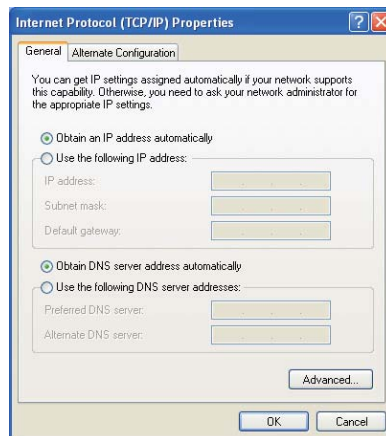 Internet Protocol (TCP/IP) Properties
General
Alternate Configuration
You can get IP settings assigned automatically if your network supports
this capability. Otherwise, you need to ask your network administrator for
the appropriate IP settings.
Obtain an IP address automatically
Use the following IP address:
IP address:
Subnet mask:
Default gateway:
Obtain DNS server address automatically
Use the following DNS server addresses:
Preferred DNS server:
Alternate DNS server:
Advanced...
OK
Cancel